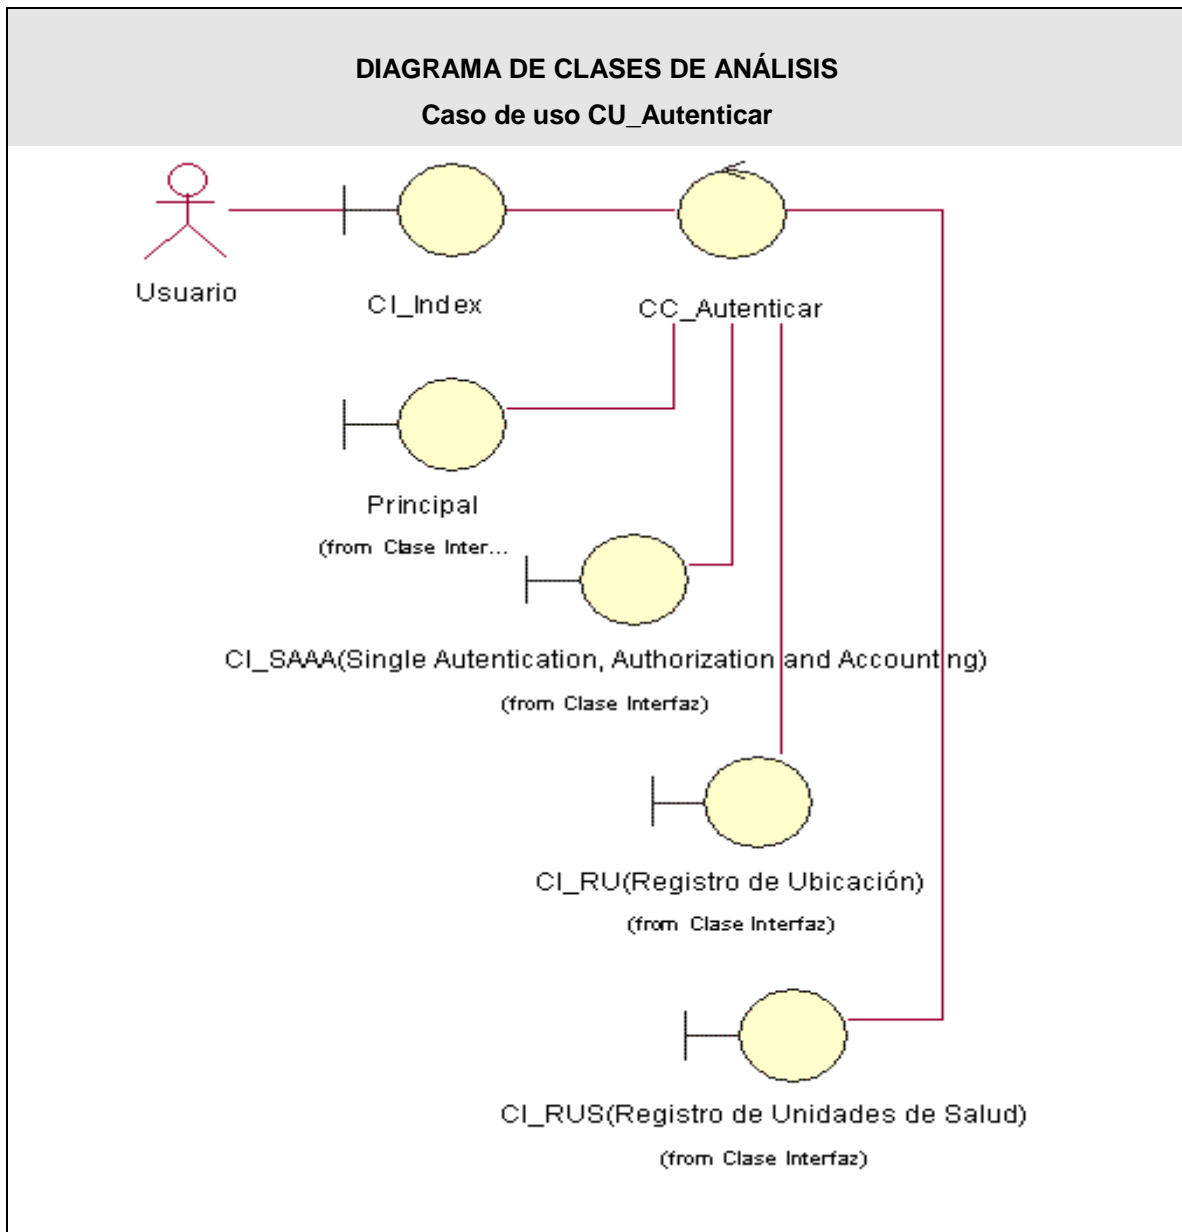 DIAGRAMA DE CLASES DE ANÁLISIS
Caso de uso CU_Autenticar
Usuario
CI_Index
CC_Autenticar
Principal
(from Clase Inter...
CI_SAAA(Single Autentication, Authorization and Accounting)
(from Clase Interfaz)
CI_RU(Registro de Ubicación)
(from Clase Interfaz)
CI_RUS(Registro de Unidades de Salud)
(from Clase Interfaz)